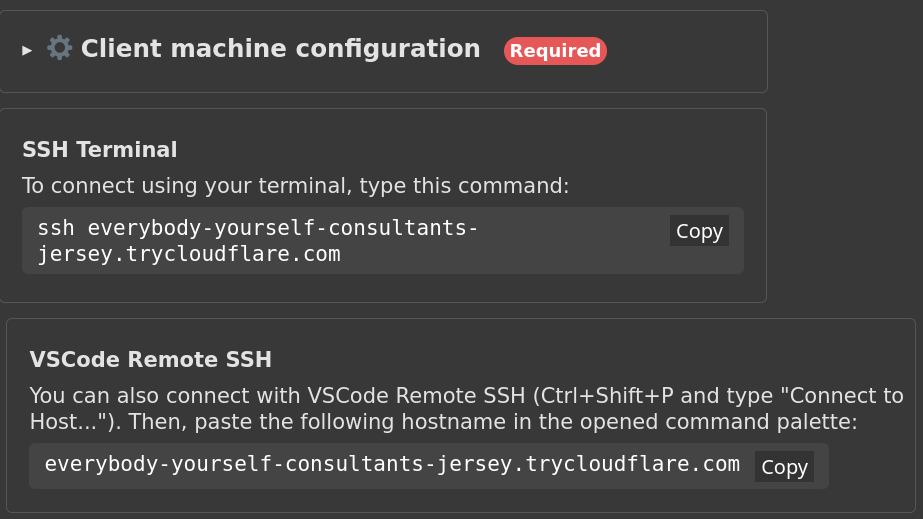 Client machine configuration Required
SSH Terminal
To connect using your terminal, type this command:
ssh everybody-yourself-consultants-
jersey.trycloudflare.com
Copy
VSCode Remote SSH
You can also connect with VSCode Remote SSH (Ctrl+Shift+P and type "Connect to
Host..."). Then, paste the following hostname in the opened command palette:
everybody-yourself-consultants-jersey.trycloudflare.com Copy